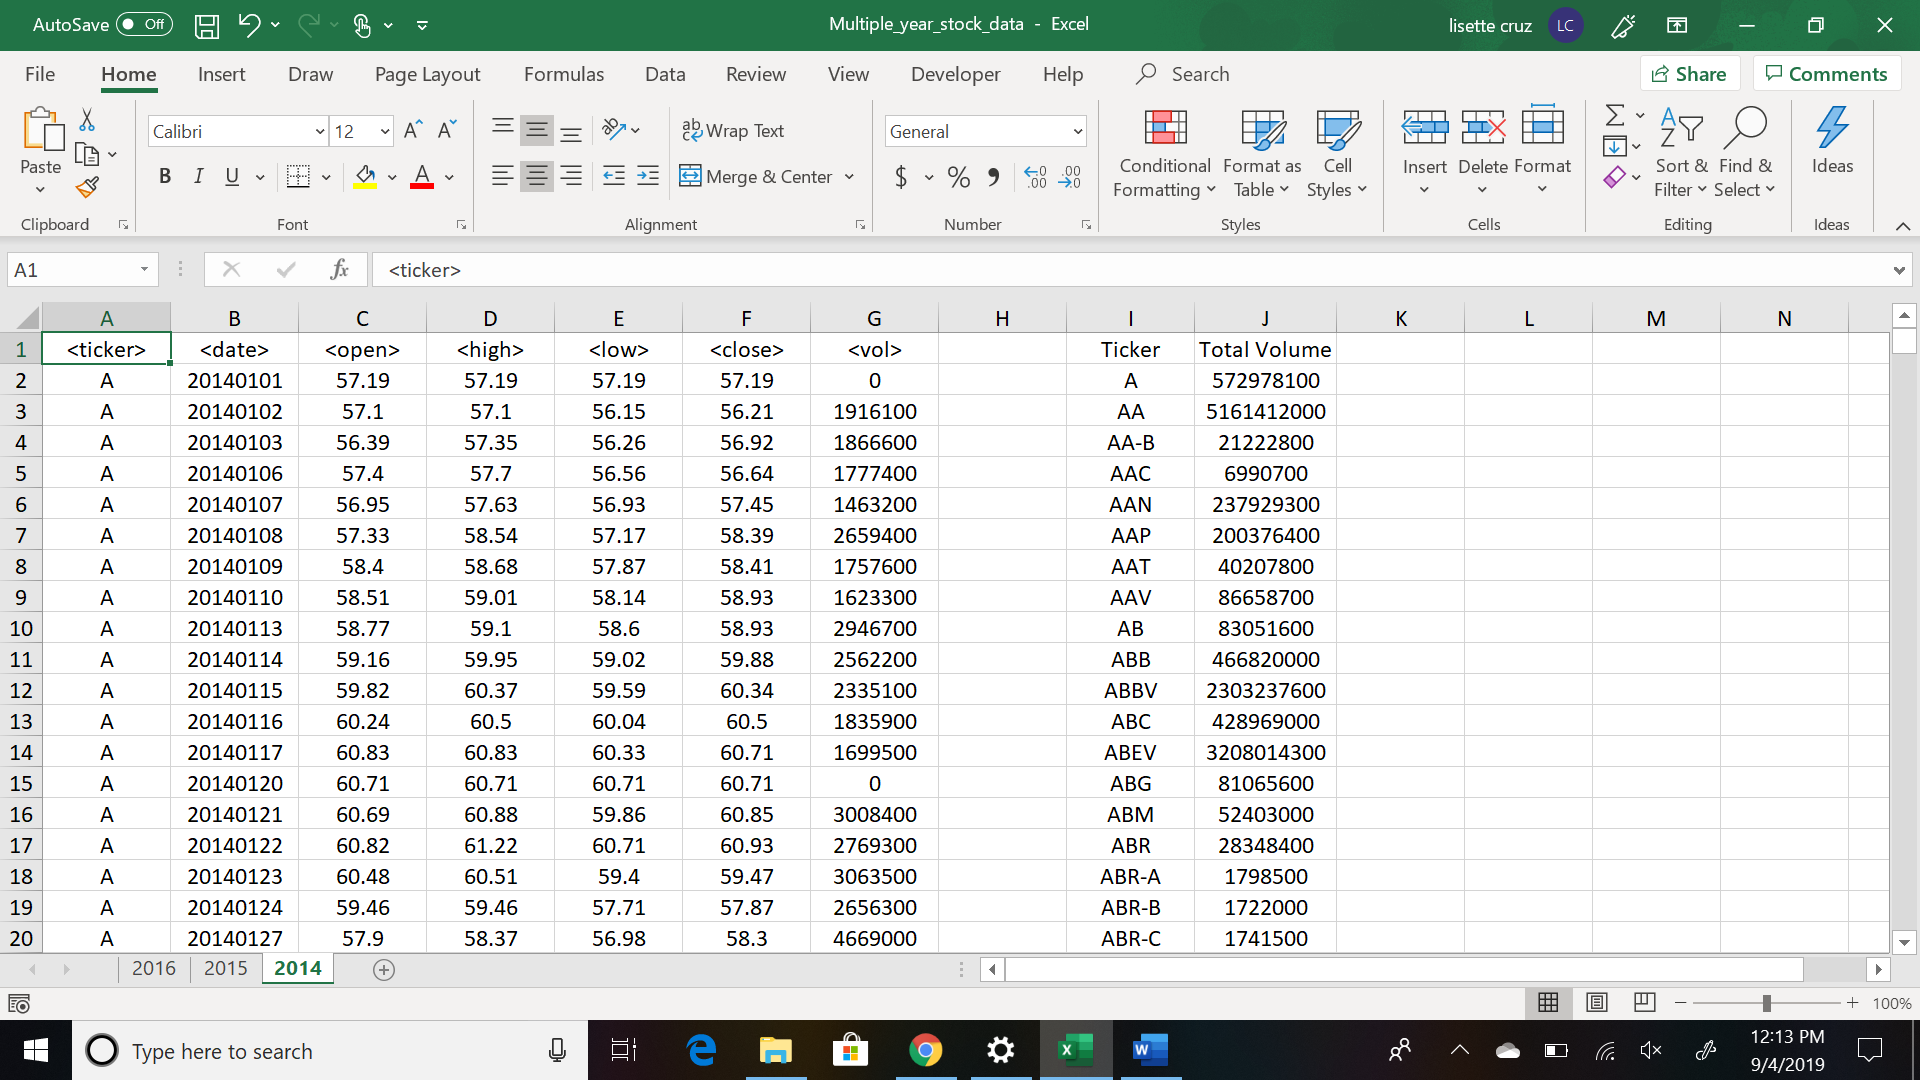 AutoSave Off
Multiple_year_stock_data - Excel
lisette cruz LC
File Home Insert Draw Page Layout Formulas Data Review View Developer Help Search Share Comments
Paste
Clipboard
Calibri 12
B I U A
Font
Wrap Text
Merge & Center
Alignment
General
$ % 9 .00 .00
Number
Conditional Formatting
Format as Table
Cell Styles
Styles
Insert Delete Format
Cells
Sort & Filter
Find & Select
Editing
Ideas
Ideas
A1 fx <ticker>
A B C D E F G H I J K L M N
1 <ticker> <date> <open> <high> <low> <close> <vol> Ticker Total Volume
2 A 20140101 57.19 57.19 57.19 57.19 0 A 572978100
3 A 20140102 57.1 57.1 56.15 56.21 1916100 AA 5161412000
4 A 20140103 56.39 57.35 56.26 56.92 1866600 AA-B 21222800
5 A 20140106 57.4 57.7 56.56 56.64 1777400 AAC 6990700
6 A 20140107 56.95 57.63 56.93 57.45 1463200 AAN 237929300
7 A 20140108 57.33 58.54 57.17 58.39 2659400 AAP 200376400
8 A 20140109 58.4 58.68 57.87 58.41 1757600 AAT 40207800
9 A 20140110 58.51 59.01 58.14 58.93 1623300 AAV 86658700
10 A 20140113 58.77 59.1 58.6 58.93 2946700 AB 83051600
11 A 20140114 59.16 59.95 59.02 59.88 2562200 ABB 466820000
12 A 20140115 59.82 60.37 59.59 60.34 2335100 ABBV 2303237600
13 A 20140116 60.24 60.5 60.04 60.5 1835900 ABC 428969000
14 A 20140117 60.83 60.83 60.33 60.71 1699500 ABEV 3208014300
15 A 20140120 60.71 60.71 60.71 60.71 0 ABG 81065600
16 A 20140121 60.69 60.88 59.86 60.85 3008400 ABM 52403000
17 A 20140122 60.82 61.22 60.71 60.93 2769300 ABR 28348400
18 A 20140123 60.48 60.51 59.4 59.47 3063500 ABR-A 1798500
19 A 20140124 59.46 59.46 57.71 57.87 2656300 ABR-B 1722000
20 A 20140127 57.9 58.37 56.98 58.3 4669000 ABR-C 1741500
2016 2015 2014
100%
Type here to search
12:13 PM
9/4/2019